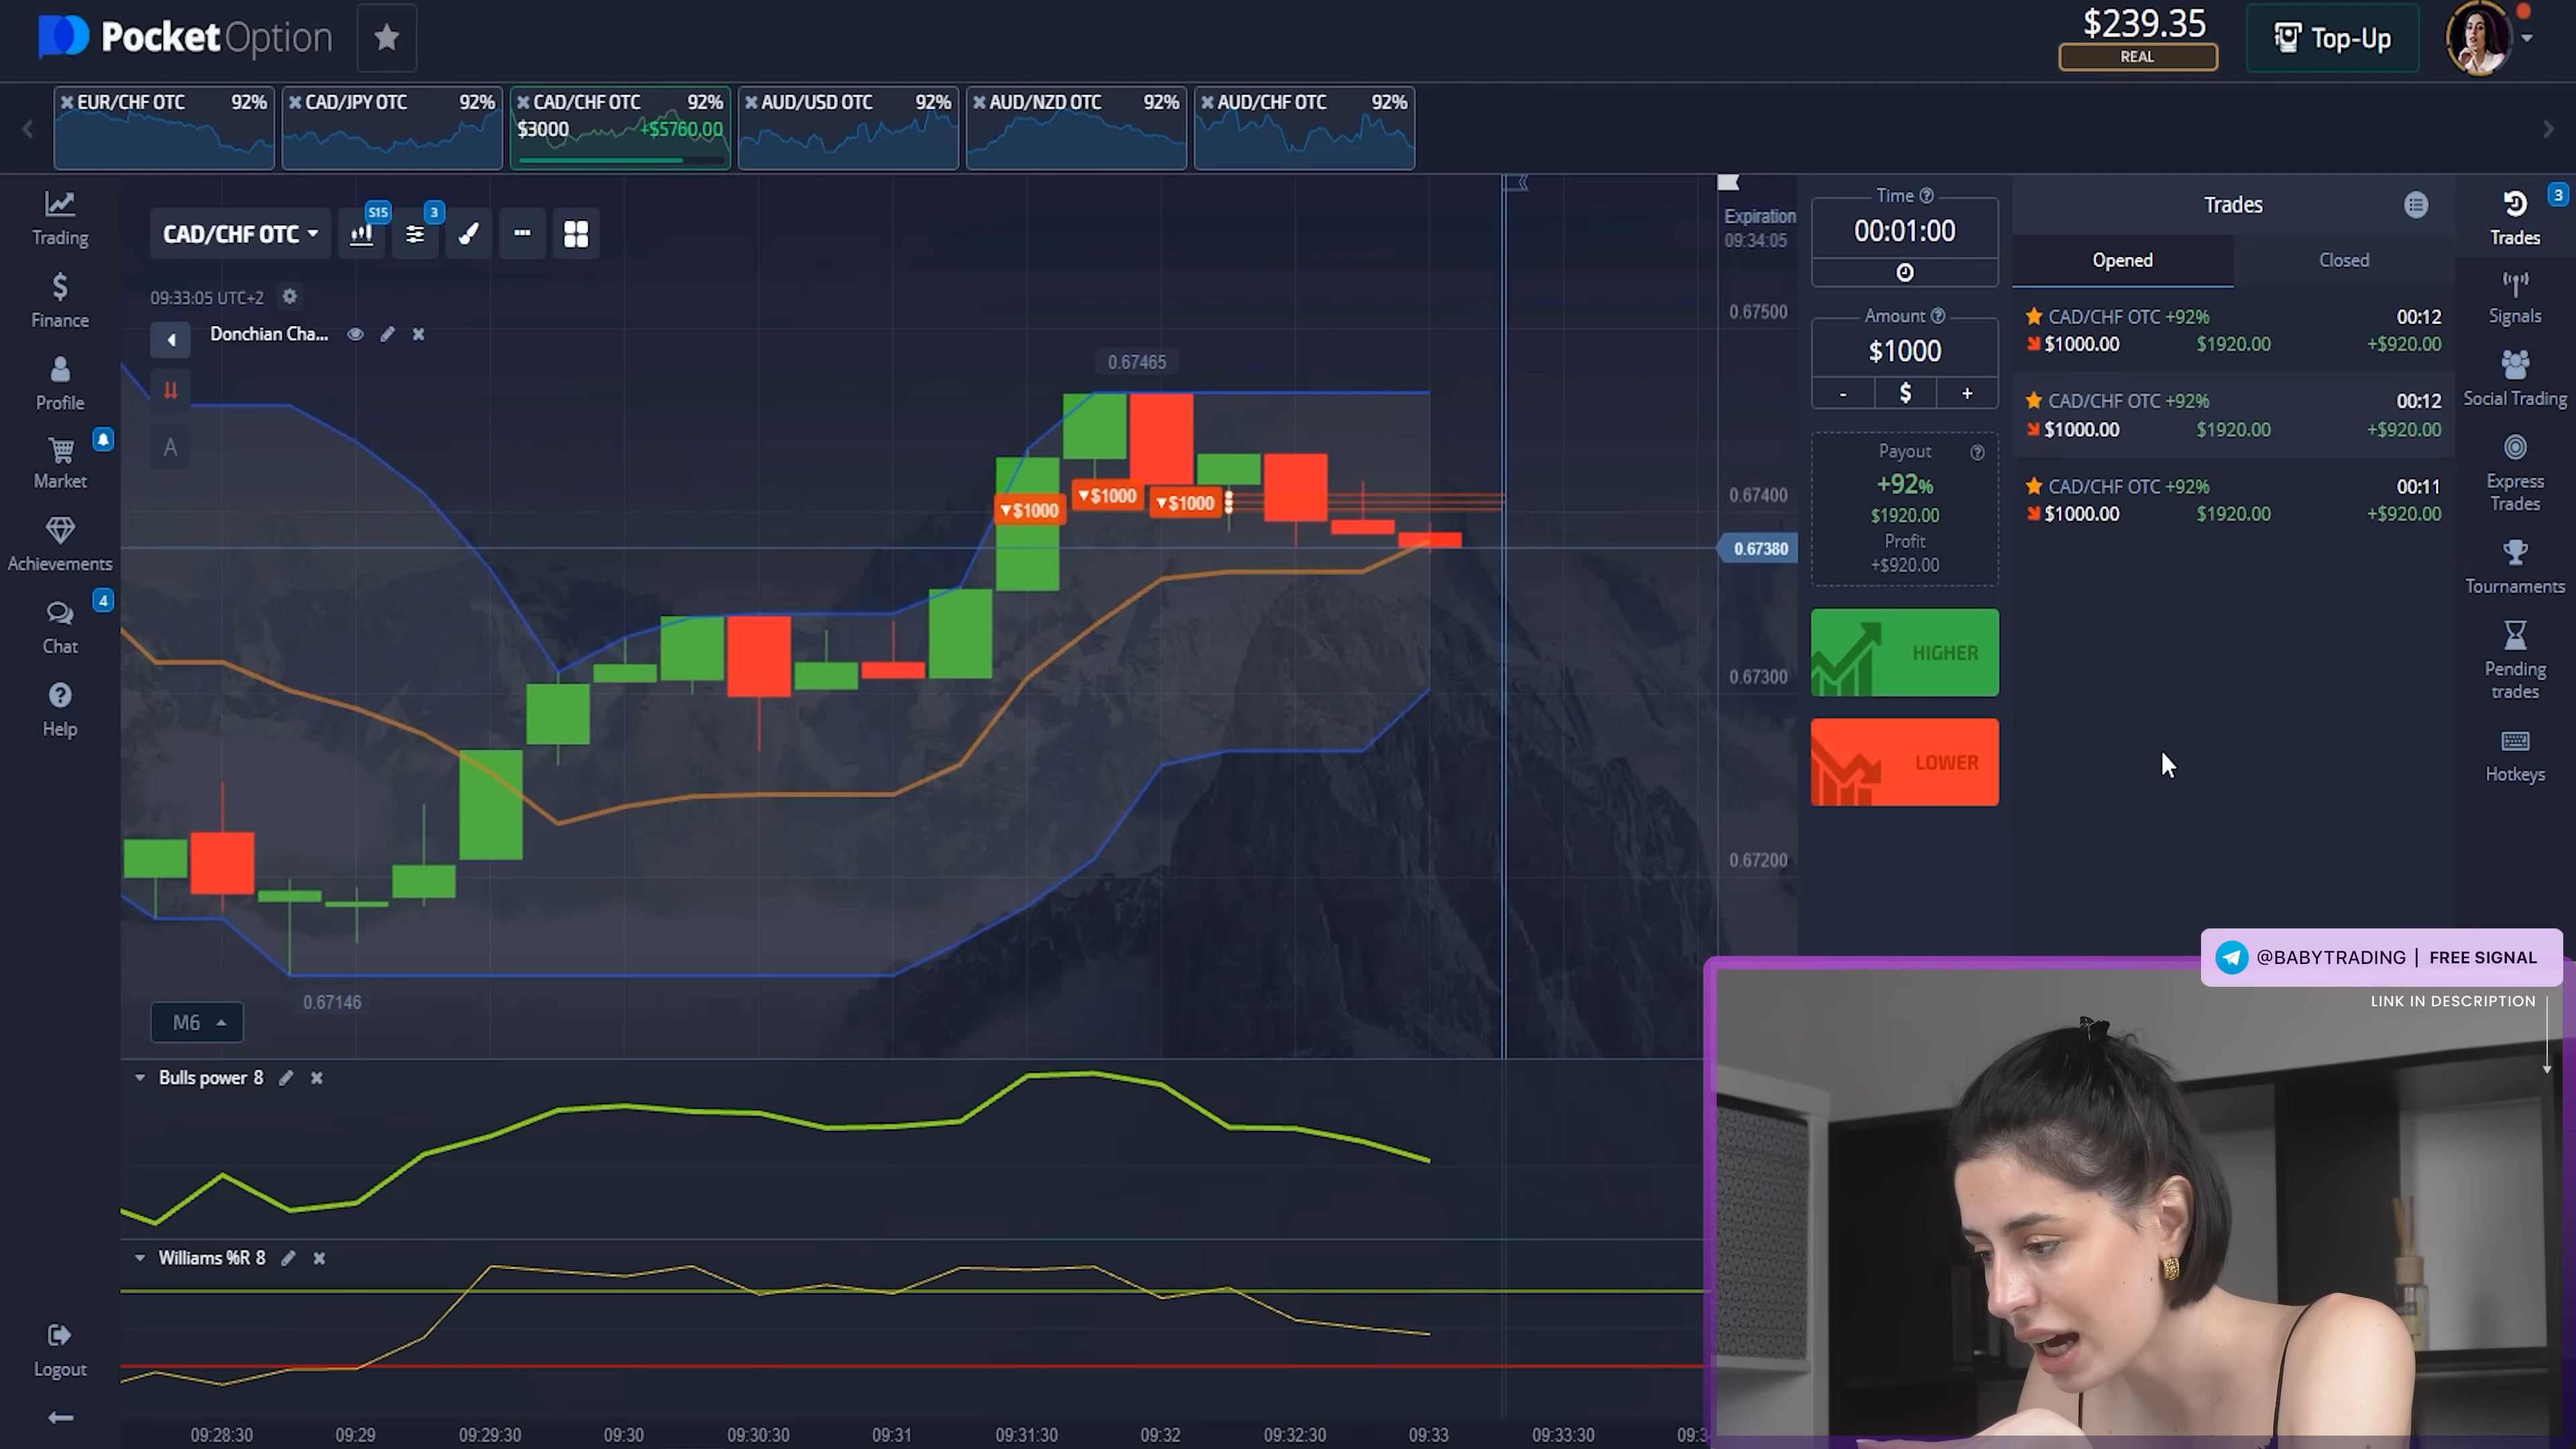 Pocket Option
$239.35
REAL
Top-Up
EUR/CHF OTC 92%
CAD/JPY OTC 92%
CAD/CHF OTC 92%
$3000 +$5760.00
AUD/USD OTC 92%
AUD/NZD OTC 92%
AUD/CHF OTC 92%
Trading
Finance
Profile
Market
Achievements
4
Chat
Help
Logout
CAD/CHF OTC
S15
3
09:33:05 UTC+2
Donchian Cha...
A
0.67465
$1000
$1000
$1000
0.67146
M6
Expiration
09:34:05
0.67500
0.67400
0.67380
0.67300
0.67200
Bulls power 8
Williams %R 8
09:28:30 09:29 09:29:30 09:30 09:30:30 09:31 09:31:30 09:32 09:32:30 09:33 09:33:30 09:3
Time
00:01:00
Amount
$1000
- $ +
Payout
+92%
$1920.00
Profit
+$920.00
HIGHER
LOWER
Trades
Opened Closed
CAD/CHF OTC +92% 00:12
$1000.00 $1920.00 +$920.00
CAD/CHF OTC +92% 00:12
$1000.00 $1920.00 +$920.00
CAD/CHF OTC +92% 00:11
$1000.00 $1920.00 +$920.00
3
Trades
Signals
Social Trading
Express
Trades
Tournaments
Pending
trades
Hotkeys
@BABYTRADING | FREE SIGNAL
LINK IN DESCRIPTION